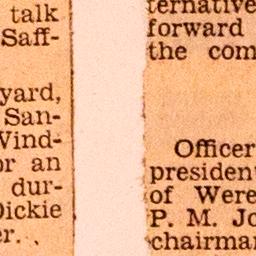 talk
Saff-
yard,
San-
Wind-
or an
dur-
Dickie
er.
ternative
forward
the com
Officer
president
of Were
P. M. Jo
chairman